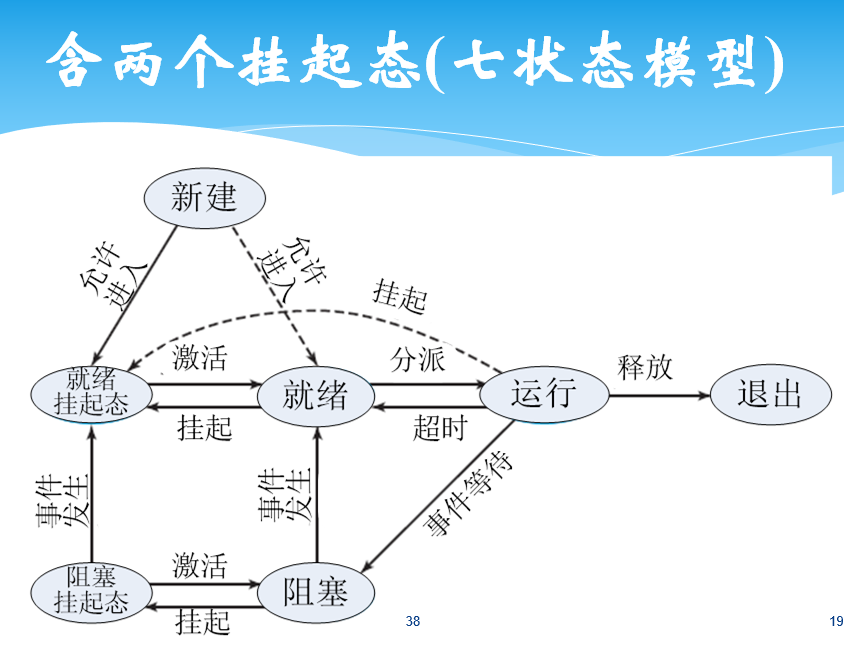 含两个挂起态(七状态模型)
新建
允许
进入
允许
进入
挂起
激活
分派
释放
就绪
挂起态
就绪
运行
退出
挂起
超时
事件
发生
事件
发生
事件等待
激活
阻塞
挂起态
阻塞
挂起
38
19